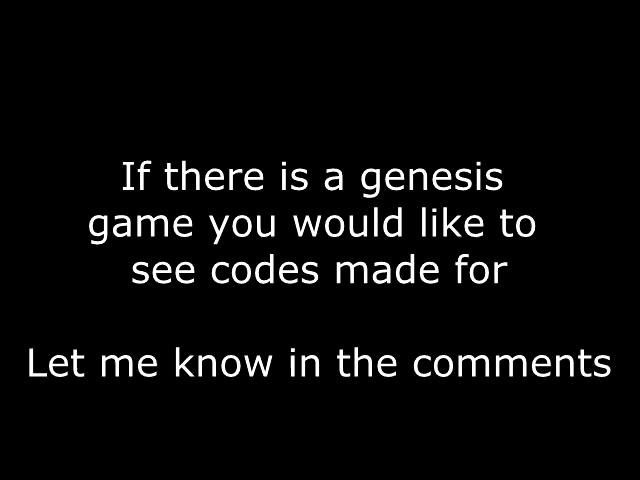 If there is a genesis
game you would like to
see codes made for
Let me know in the comments